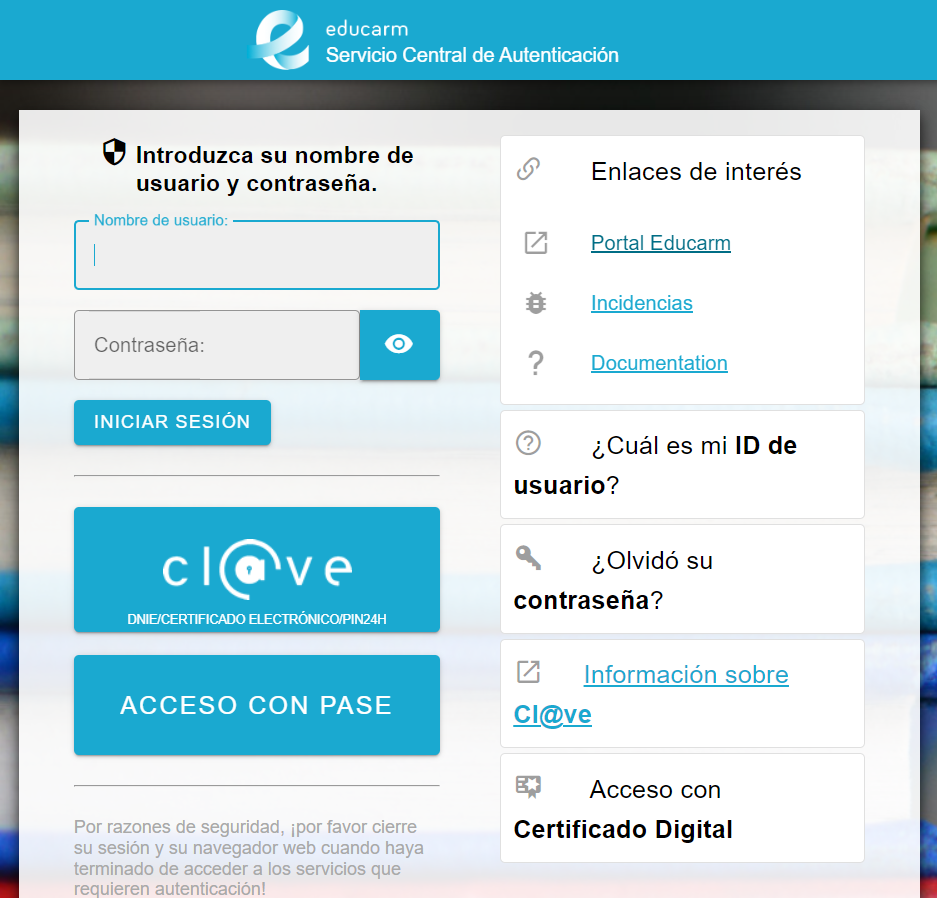 educarm
Servicio Central de Autenticación
Introduzca su nombre de
usuario y contraseña.
Nombre de usuario:
Contraseña:
INICIAR SESIÓN
cl@ve
DNIE/CERTIFICADO ELECTRÓNICO/PIN24H
ACCESO CON PASE
Por razones de seguridad, ¡por favor cierre
su sesión y su navegador web cuando haya
terminado de acceder a los servicios que
requieren autenticación!
Enlaces de interés
Portal Educarm
Incidencias
Documentation
¿Cuál es mi ID de
usuario?
¿Olvidó su
contraseña?
Información sobre
Cl@ve
Acceso con
Certificado Digital